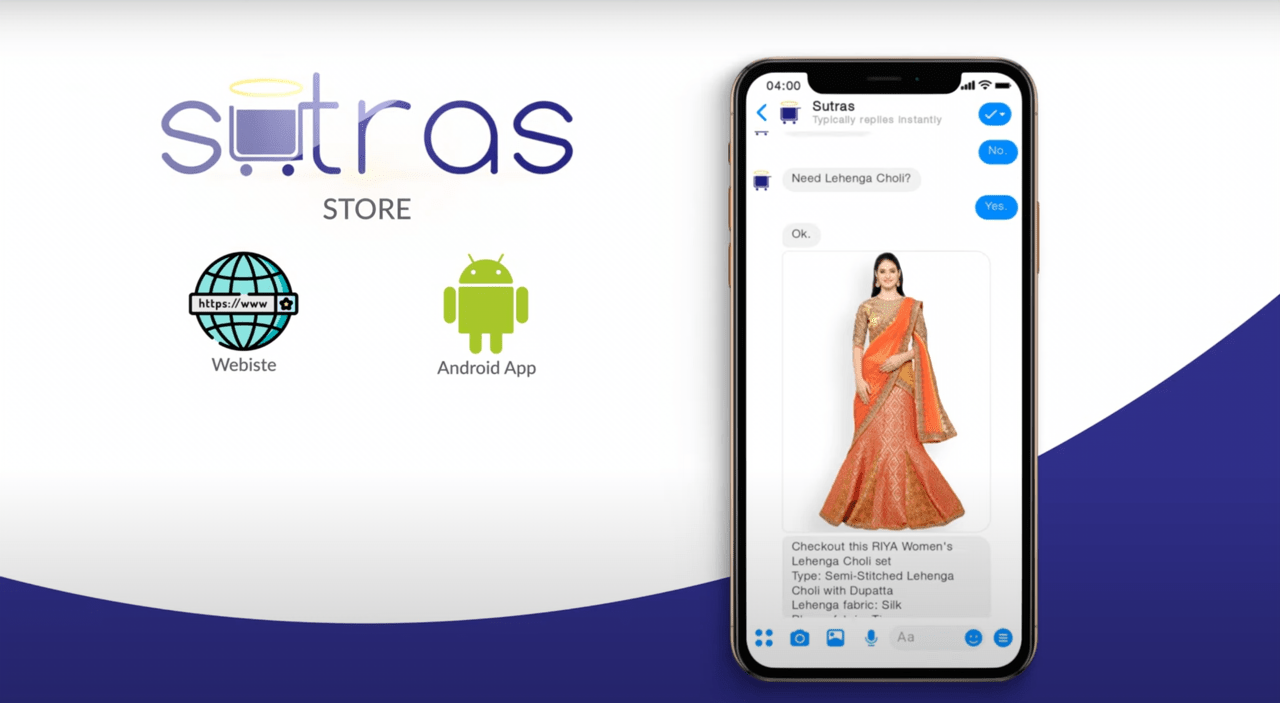 sutras
STORE
https://www
Webiste
Android App
04:00
Sutras
Typically replies instantly
No.
Need Lehenga Choli?
Yes.
Ok.
Checkout this RIYA Women's
Lehenga Choli set
Type: Semi-Stitched Lehenga
Choli with Dupatta
Lehenga fabric: Silk
Aa